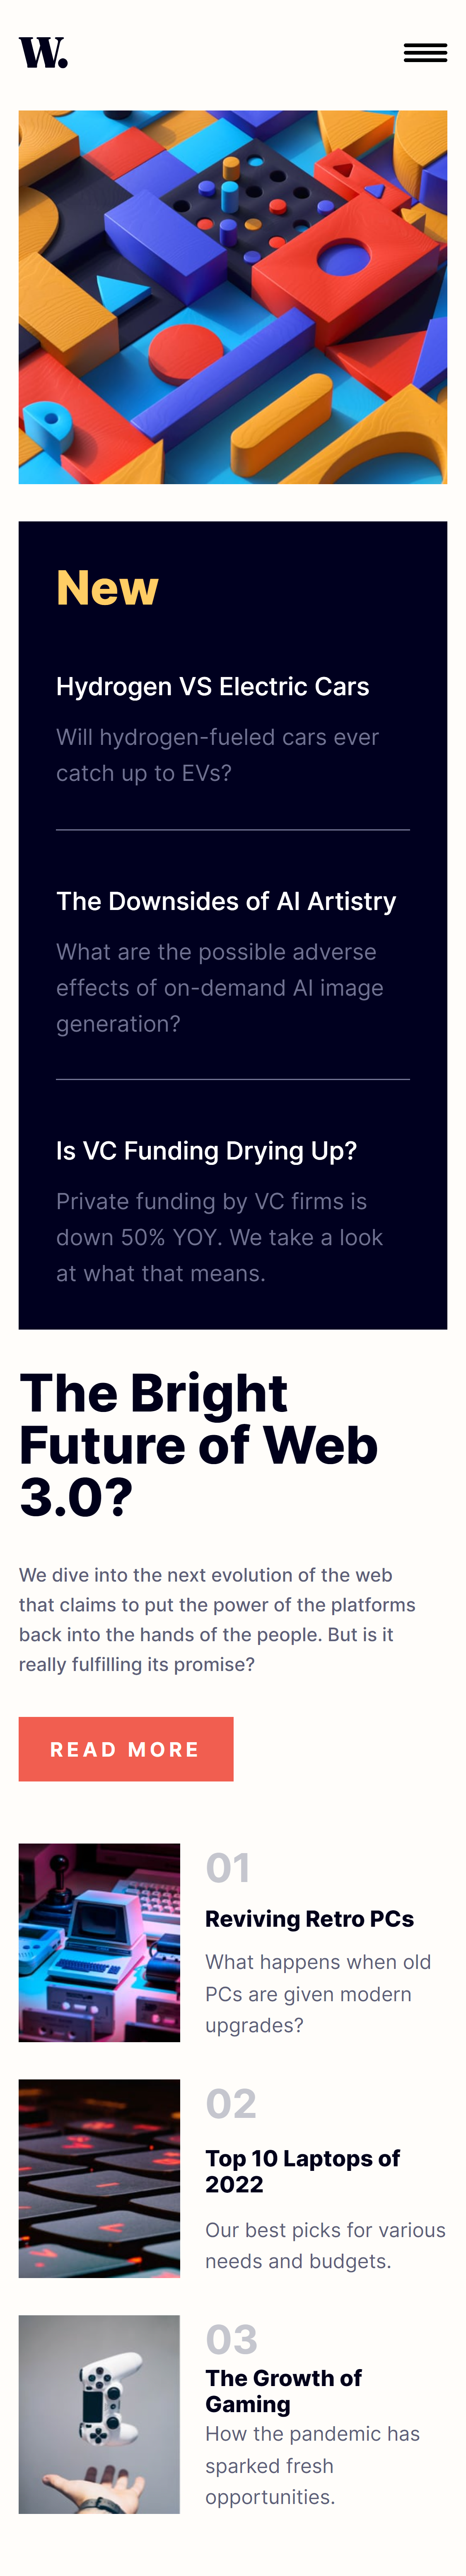 W.
New
Hydrogen VS Electric Cars
Will hydrogen-fueled cars ever
catch up to EVs?
The Downsides of AI Artistry
What are the possible adverse
effects of on-demand AI image
generation?
Is VC Funding Drying Up?
Private funding by VC firms is
down 50% YOY. We take a look
at what that means.
The Bright
Future of Web
3.0?
We dive into the next evolution of the web
that claims to put the power of the platforms
back into the hands of the people. But is it
really fulfilling its promise?
READ MORE
01
Reviving Retro PCs
What happens when old
PCs are given modern
upgrades?
02
Top 10 Laptops of
2022
Our best picks for various
needs and budgets.
03
The Growth of
Gaming
How the pandemic has
sparked fresh
opportunities.